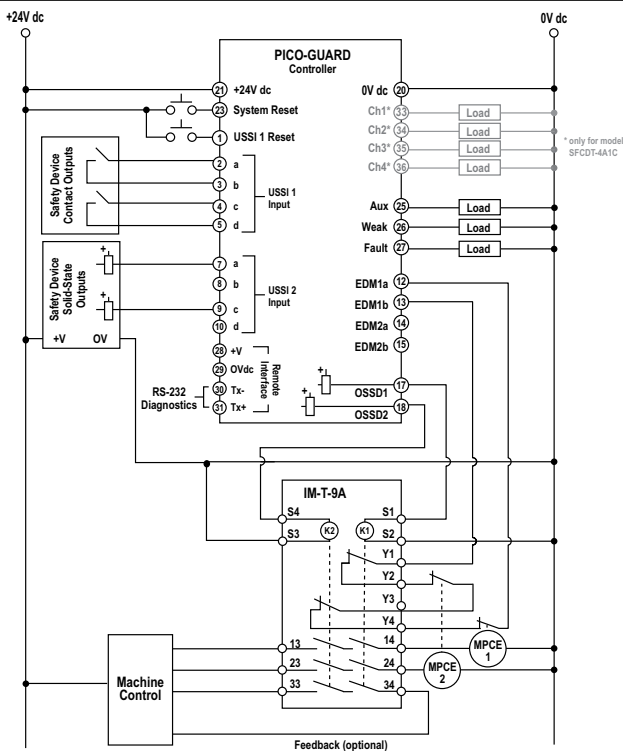 +24V dc
0V dc
PICO-GUARD
Controller
21 +24V dc
0V dc 20
23 System Reset
Ch1* 33
Load
1 USSI 1 Reset
Ch2* 34
Load
Ch3* 35
Load
Ch4* 36
Load
* only for model
SFCDT-4A1C
Safety Device
Contact Outputs
2 a
3 b
4 c
5 d
USSI 1
Input
Aux 25
Load
Weak 26
Load
Fault 27
Load
Safety Device
Solid-State
Outputs
+
+
+V
OV
7 a
8 b
9 c
10 d
USSI 2
Input
EDM1a 12
EDM1b 13
EDM2a 14
EDM2b 15
28 +V
29 OVdc
30 Tx-
31 Tx+
Remote
Interface
RS-232
Diagnostics
+
+
17
OSSD1
18
OSSD2
IM-T-9A
S4
S1
K2
K1
S3
S2
Y1
Y2
Y3
Y4
13
14
23
24
33
34
MPCE
1
MPCE
2
Machine
Control
Feedback (optional)